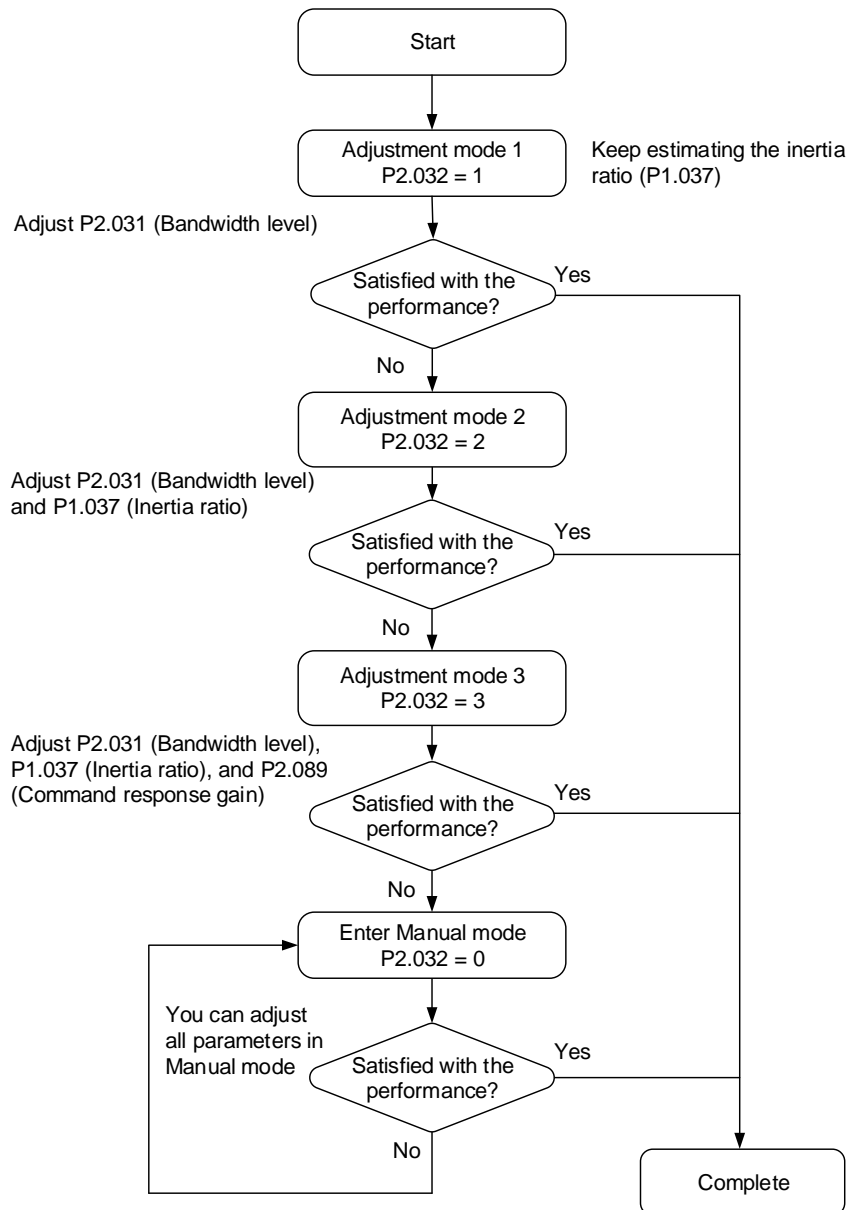 Start
Adjustment mode 1
P2.032 = 1
Keep estimating the inertia
ratio (P1.037)
Adjust P2.031 (Bandwidth level)
Satisfied with the
performance?
Yes
No
Adjustment mode 2
P2.032 = 2
Adjust P2.031 (Bandwidth level)
and P1.037 (Inertia ratio)
Satisfied with the
performance?
Yes
No
Adjustment mode 3
P2.032 = 3
Adjust P2.031 (Bandwidth level),
P1.037 (Inertia ratio), and P2.089
(Command response gain)
Satisfied with the
performance?
Yes
No
Enter Manual mode
P2.032 = 0
You can adjust
all parameters in
Manual mode
Satisfied with the
performance?
Yes
No
Complete